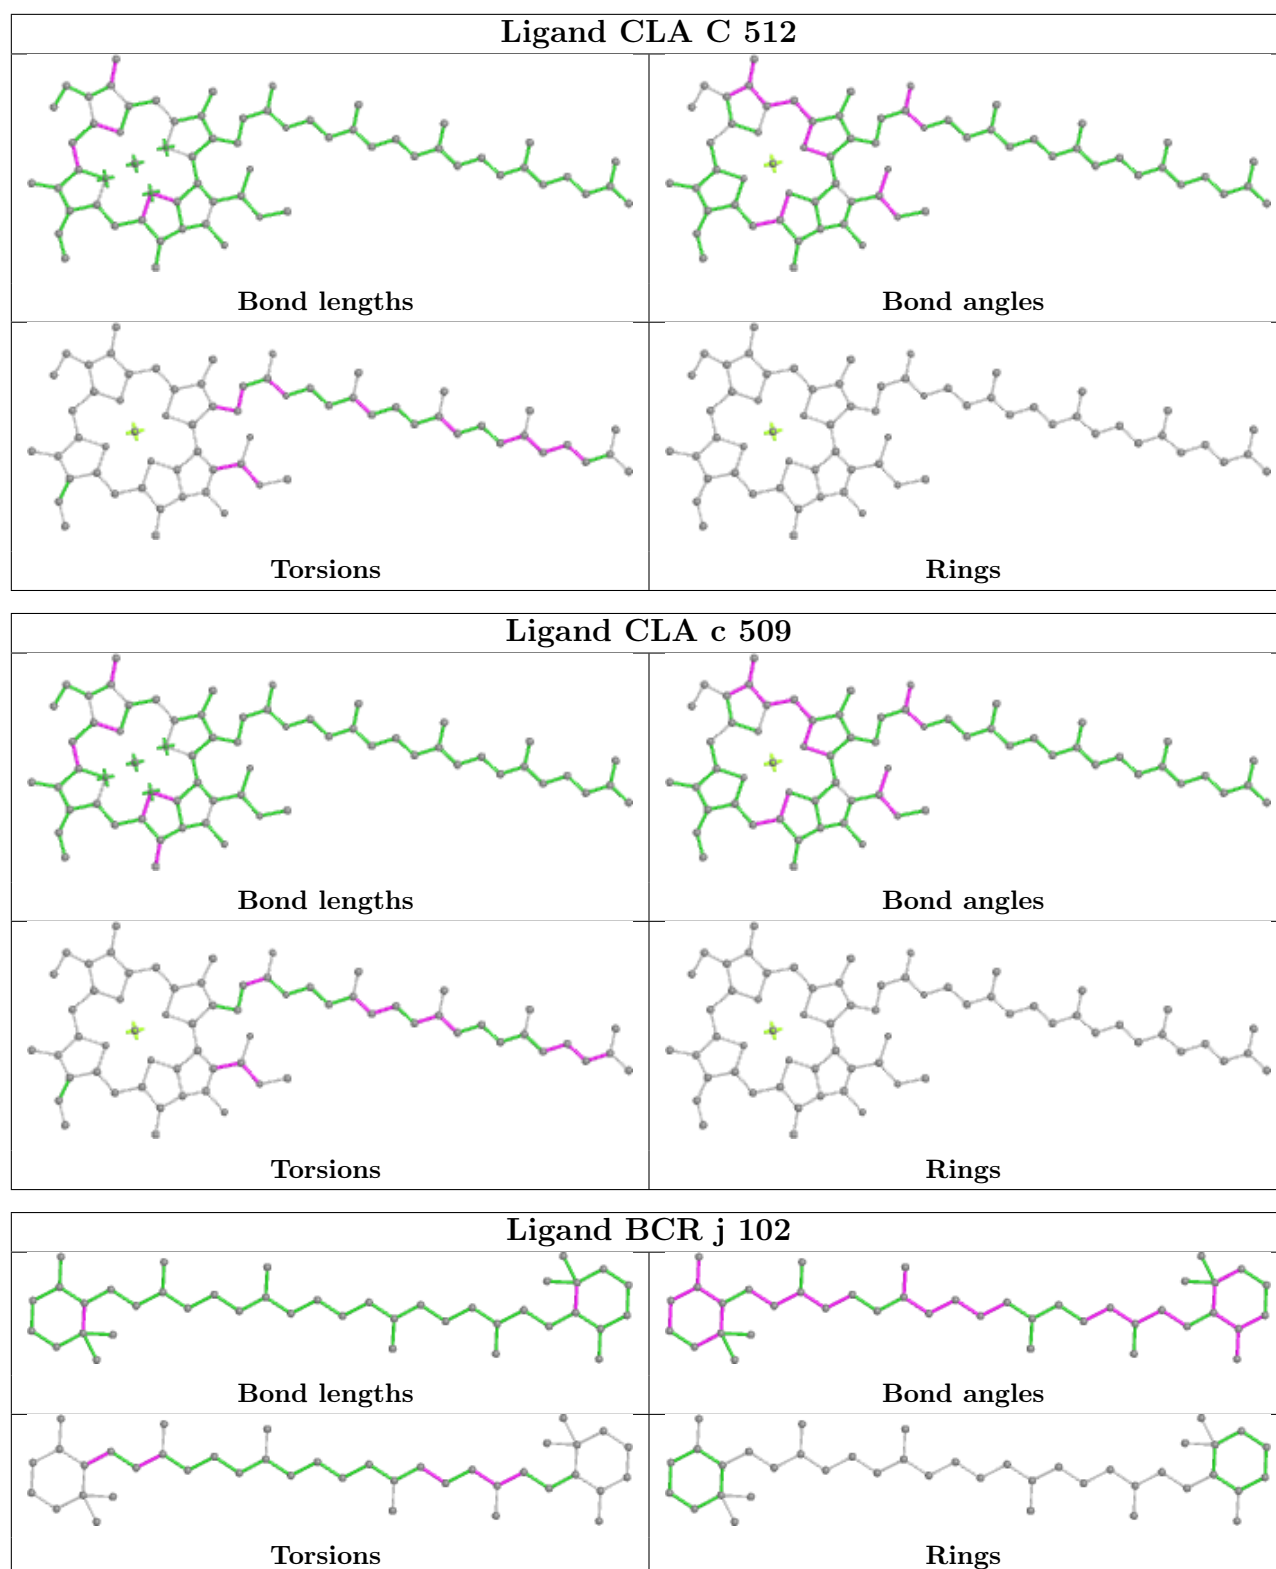 Ligand CLA C 512
Bond lengths
Bond angles
Torsions
Rings
Ligand CLA c 509
Bond lengths
Bond angles
Torsions
Rings
Ligand BCR j 102
Bond lengths
Bond angles
Torsions
Rings